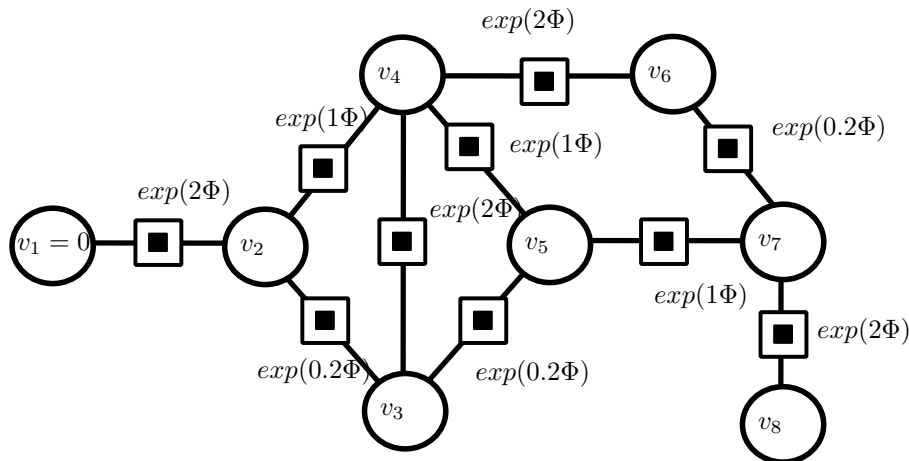 exp(2Φ)
v₄
v₆
exp(1Φ)
exp(0.2Φ)
exp(1Φ)
exp(2Φ)
exp(2Φ)
v₁ = 0
v₂
v₅
v₇
exp(1Φ)
exp(2Φ)
exp(0.2Φ)
exp(0.2Φ)
v₃
v₈